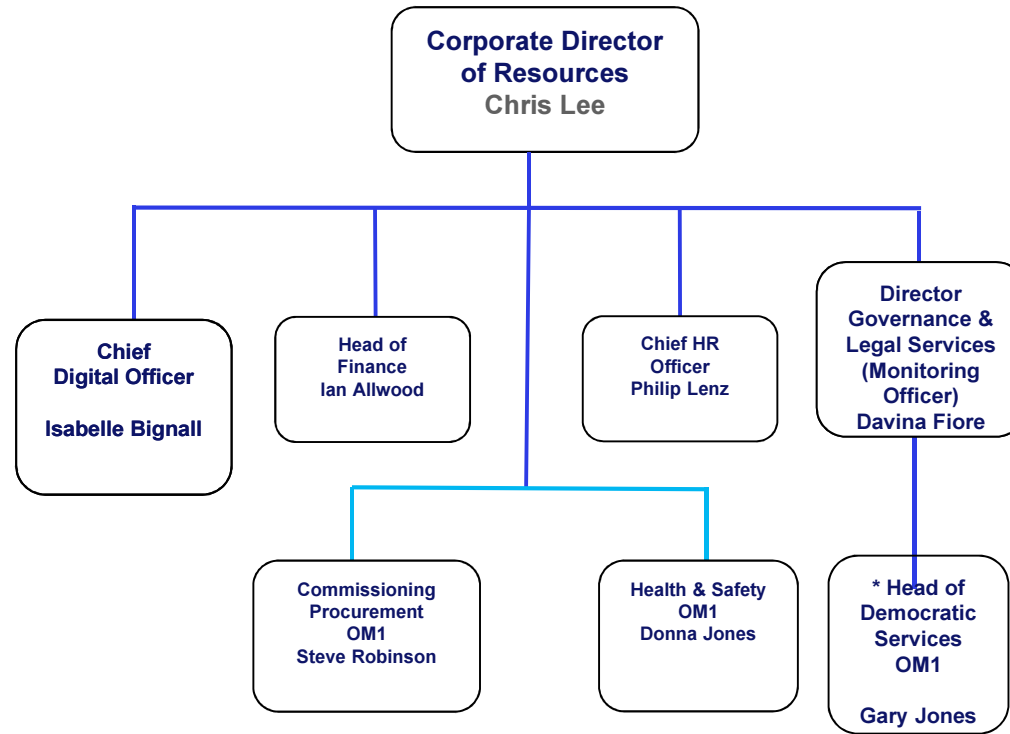 Corporate Director
of Resources
Chris Lee
Chief
Digital Officer
Isabelle Bignall
Head of
Finance
Ian Allwood
Chief HR
Officer
Philip Lenz
Director
Governance &
Legal Services
(Monitoring
Officer)
Davina Fiore
Commissioning
Procurement
OM1
Steve Robinson
Health & Safety
OM1
Donna Jones
* Head of
Democratic
Services
OM1
Gary Jones